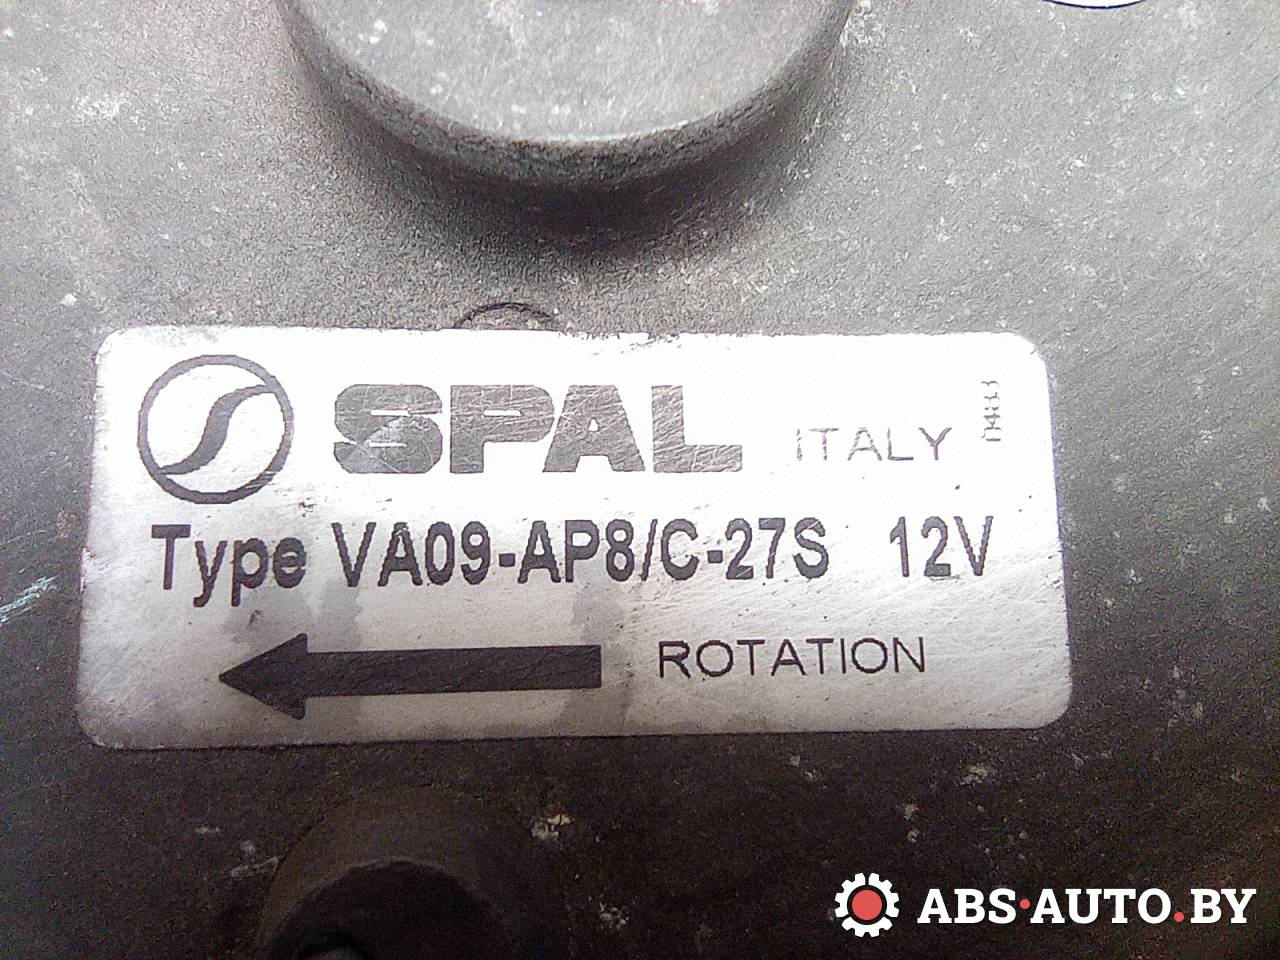 SPAL ITALY
Type VA09-AP8/C-27S 12V
ROTATION
ABS·AUTO.BY